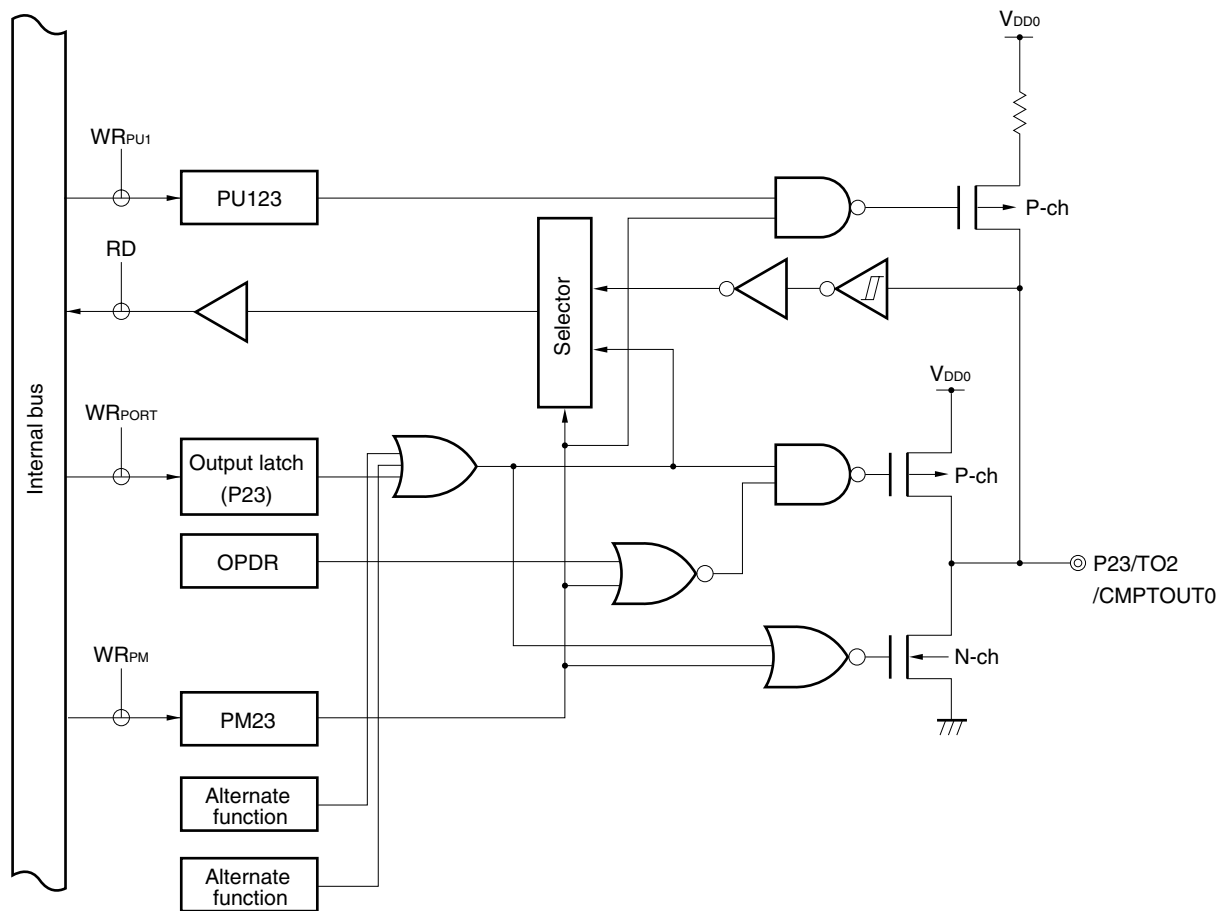 VDD0
WRPU1
PU123
P-ch
RD
Selector
Internal bus
VDD0
WRPORT
Output latch
(P23)
P-ch
OPDR
P23/TO2
/CMPTOUT0
WRPM
N-ch
PM23
Alternate
function
Alternate
function